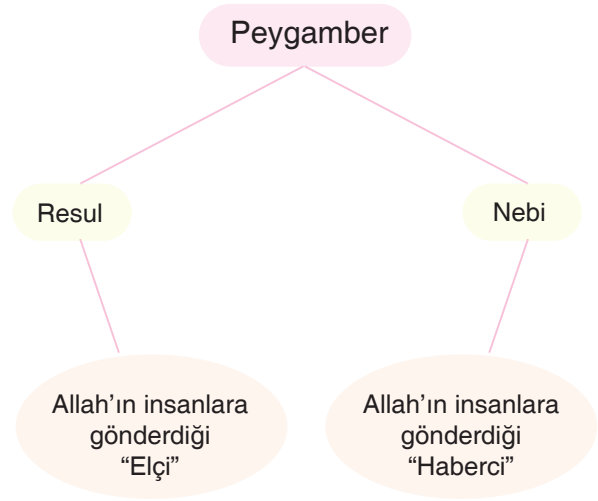 Peygamber
Resul
Nebi
Allah’ın insanlara
gönderdiği
“Elçi”
Allah’ın insanlara
gönderdiği
“Haberci”